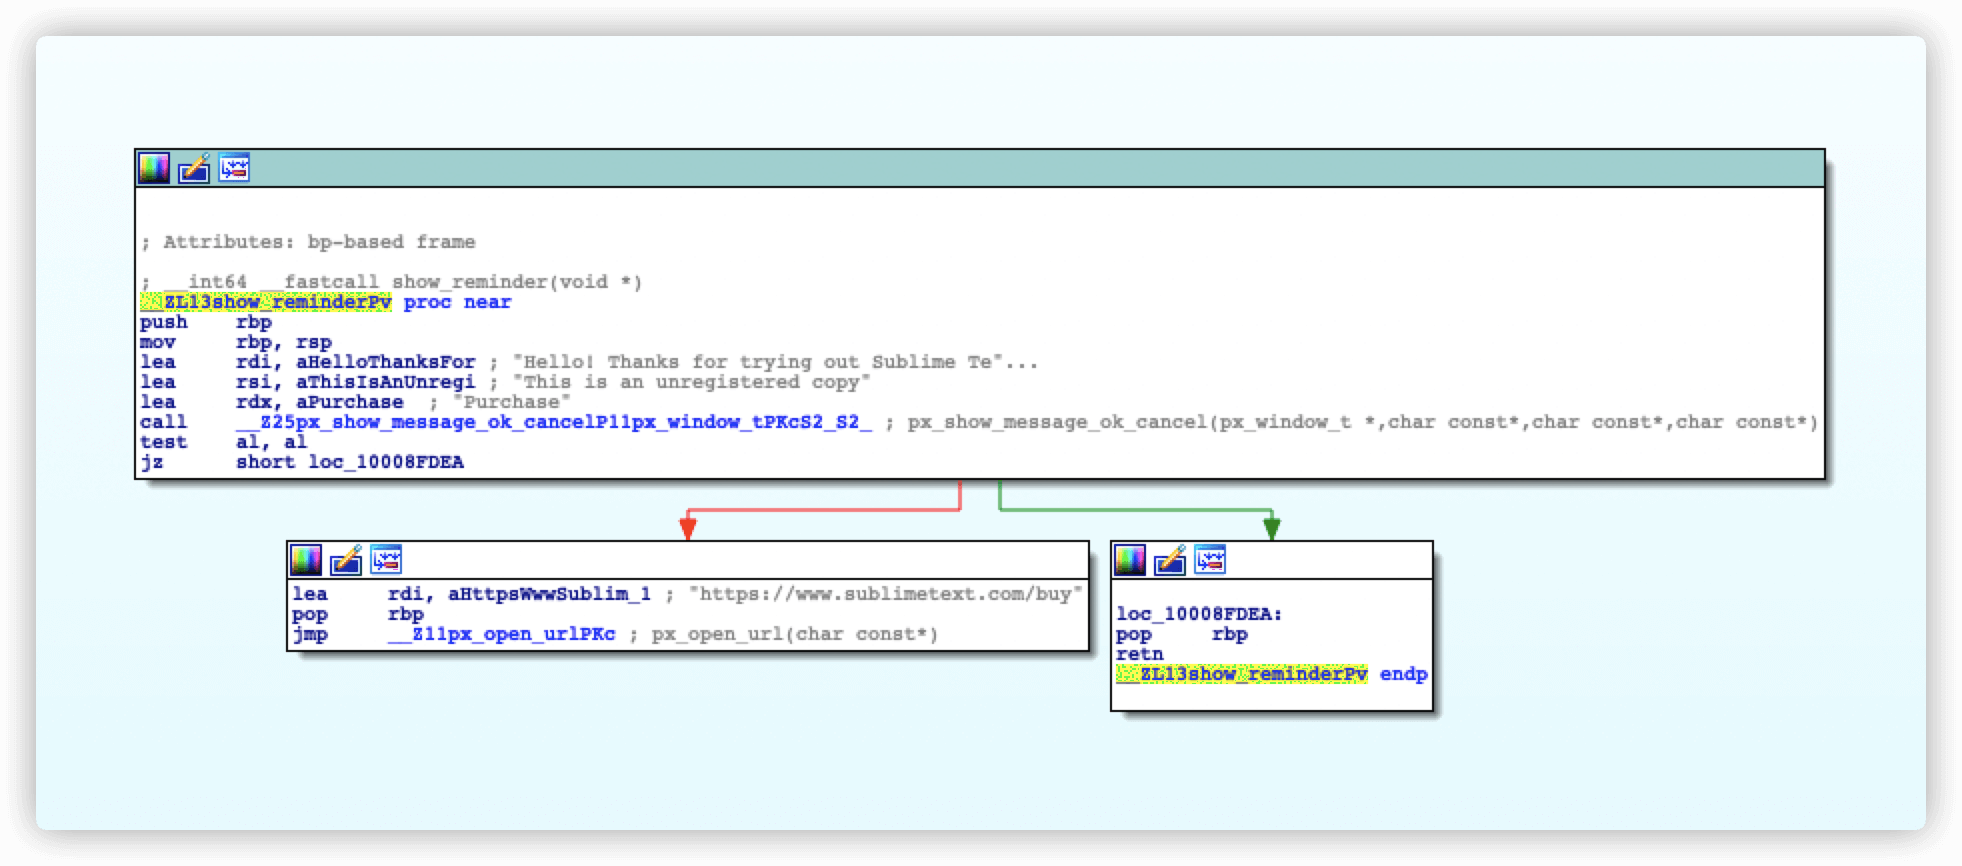 ; Attributes: bp-based frame
; __int64 __fastcall show_reminder(void *)
__ZL13show_reminderPv proc near
push rbp
mov rbp, rsp
lea rdi, aHelloThanksFor ; "Hello! Thanks for trying out Sublime Te"...
lea rsi, aThisIsAnUnregi ; "This is an unregistered copy"
lea rdx, aPurchase ; "Purchase"
call __Z25px_show_message_ok_cancelP11px_window_tPKcS2_S2_ ; px_show_message_ok_cancel(px_window_t *,char const*,char const*,char const*)
test al, al
jz short loc_10008FDEA
lea rdi, aHttpsWwwSublim_1 ; "https://www.sublimetext.com/buy"
pop rbp
jmp __Z11px_open_urlPKc ; px_open_url(char const*)
loc_10008FDEA:
pop rbp
retn
__ZL13show_reminderPv endp